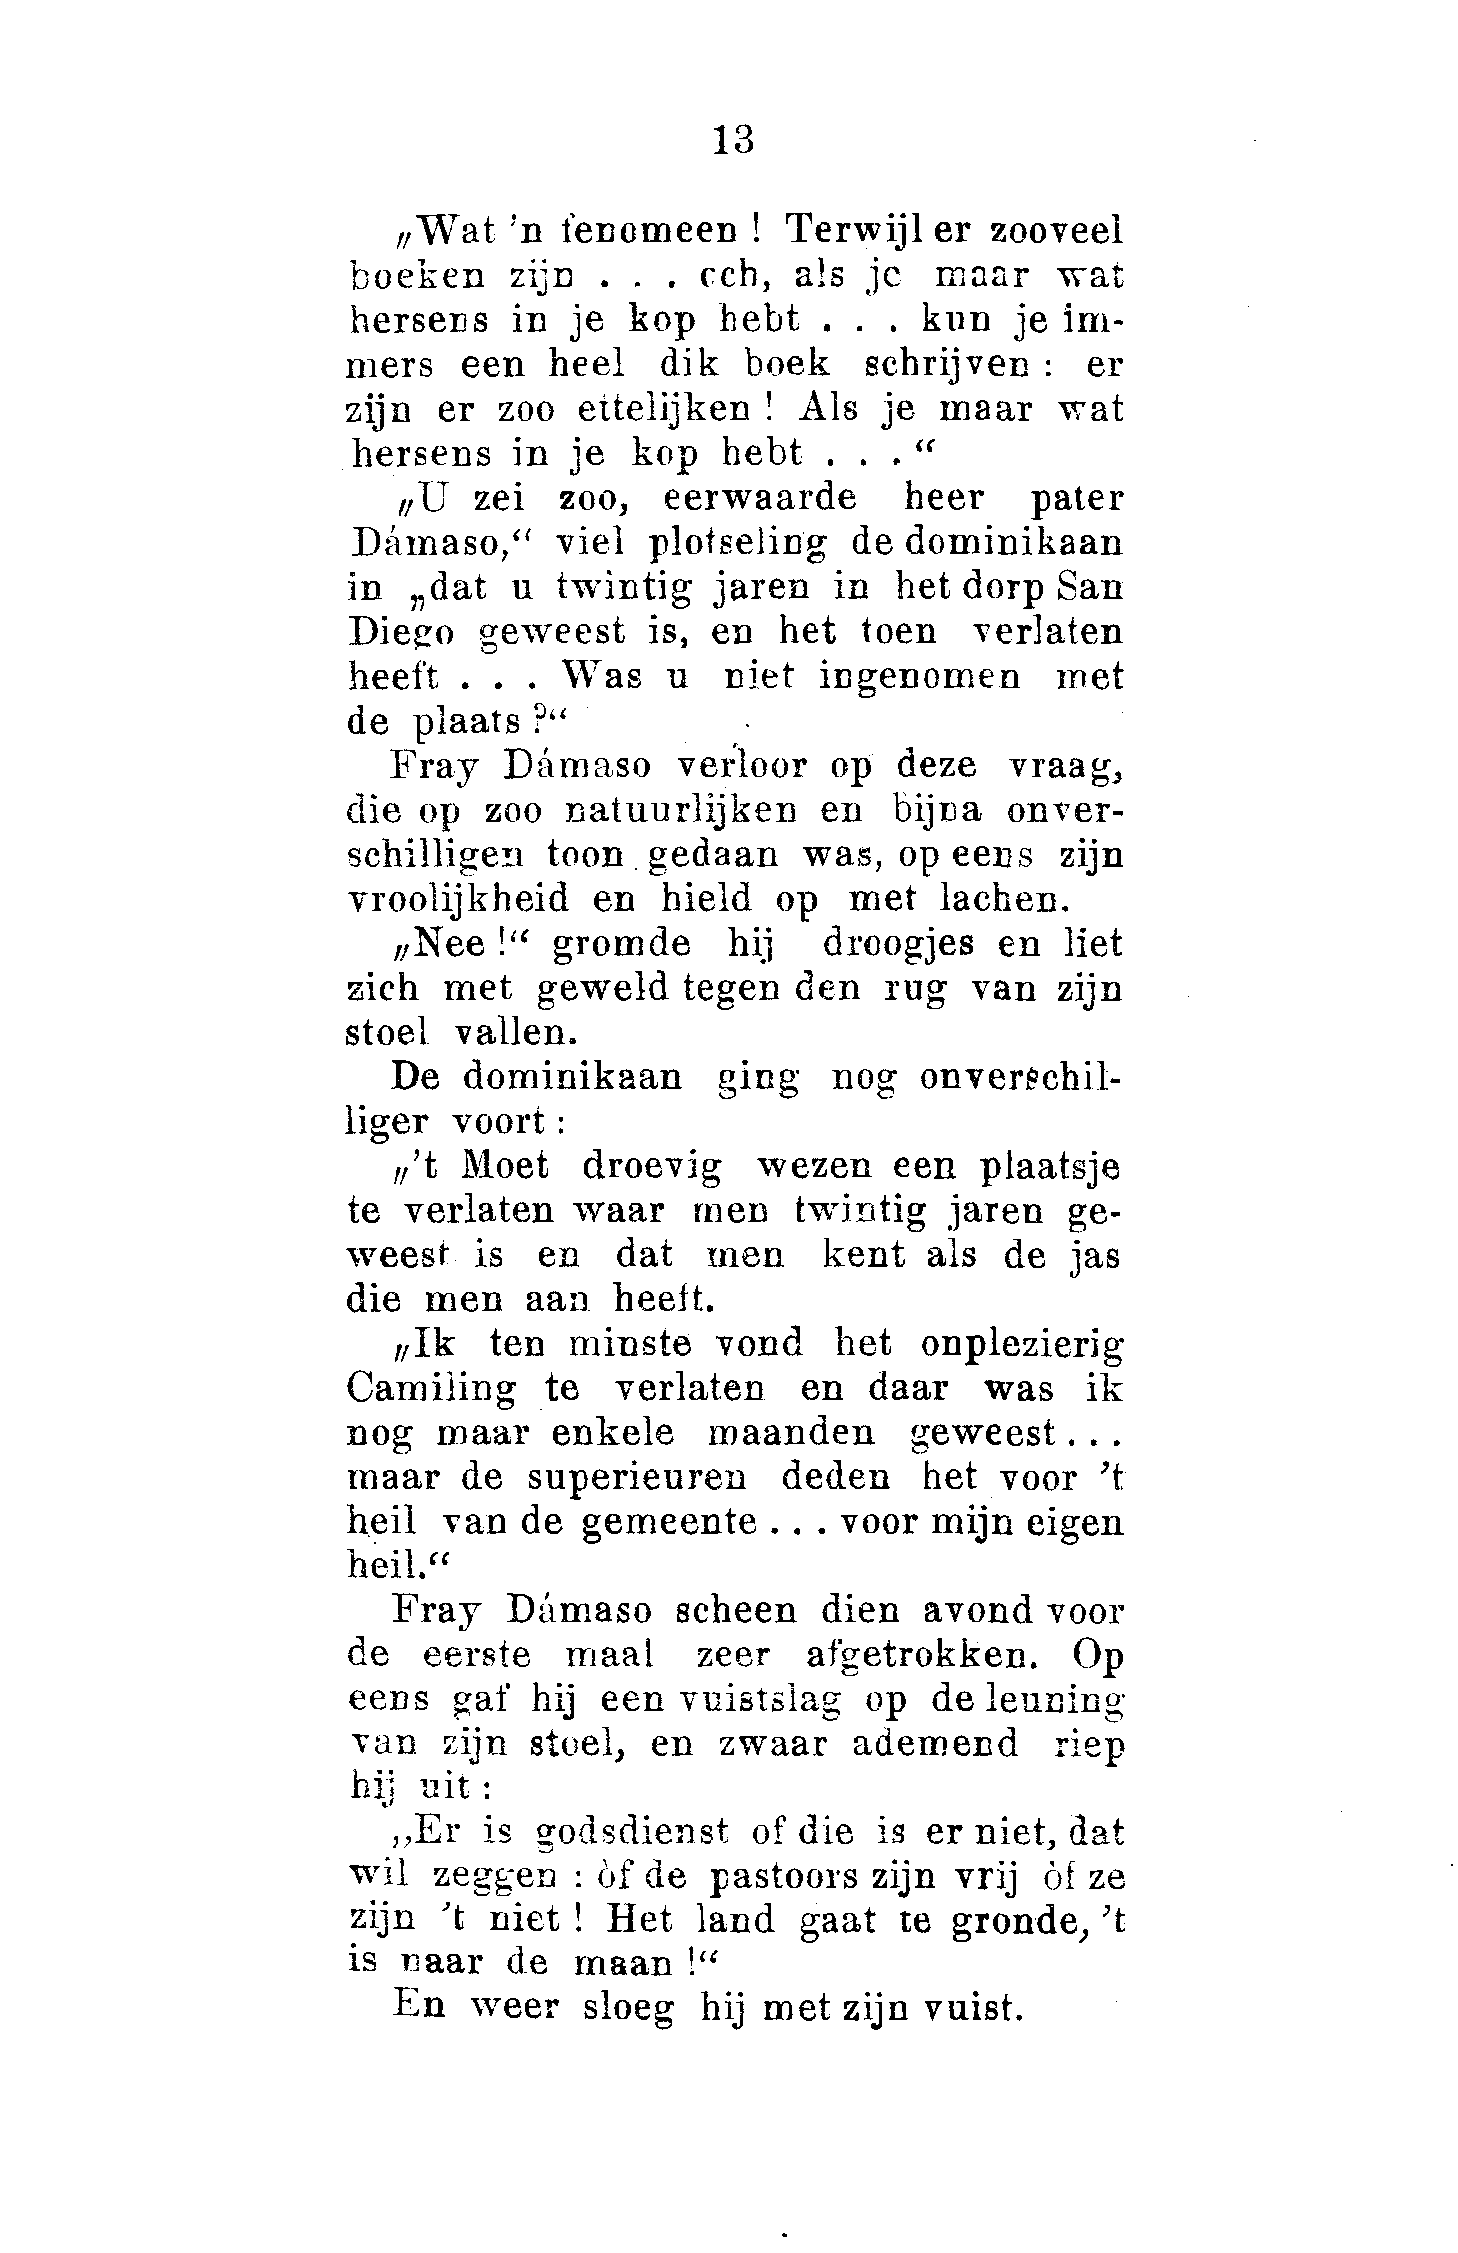 13
„Wat 'n fenomeen ! Terwijl er zooveel
boeken zijn . . . och, als je maar wat
hersens in je kop hebt . . . kun je im-
mers een heel dik boek schrijven : er
zijn er zoo ettelijken ! Als je maar wat
hersens in je kop hebt . . . “
„U zei zoo, eerwaarde heer pater
Dámaso,“ viel plotseling de dominikaan
in „dat u twintig jaren in het dorp San
Diego geweest is, en het toen verlaten
heeft . . . Was u niet ingenomen met
de plaats ?“
Fray Dámaso verloor op deze vraag,
die op zoo natuurlijken en bijna onver-
schilligen toon gedaan was, op eens zijn
vroolijkheid en hield op met lachen.
„Nee !“ gromde hij droogjes en liet
zich met geweld tegen den rug van zijn
stoel vallen.
De dominikaan ging nog onverschil-
liger voort :
„'t Moet droevig wezen een plaatsje
te verlaten waar men twintig jaren ge-
weest is en dat men kent als de jas
die men aan heeft.
„Ik ten minste vond het onplezierig
Camiling te verlaten en daar was ik
nog maar enkele maanden geweest . . .
maar de superieuren deden het voor 't
heil van de gemeente . . . voor mijn eigen
heil.“
Fray Dámaso scheen dien avond voor
de eerste maal zeer afgetrokken. Op
eens gaf hij een vuistslag op de leuning
van zijn stoel, en zwaar ademend riep
hij uit :
„Er is godsdienst of die is er niet, dat
wil zeggen : òf de pastoors zijn vrij òf ze
zijn 't niet ! Het land gaat te gronde, 't
is naar de maan !“
En weer sloeg hij met zijn vuist.